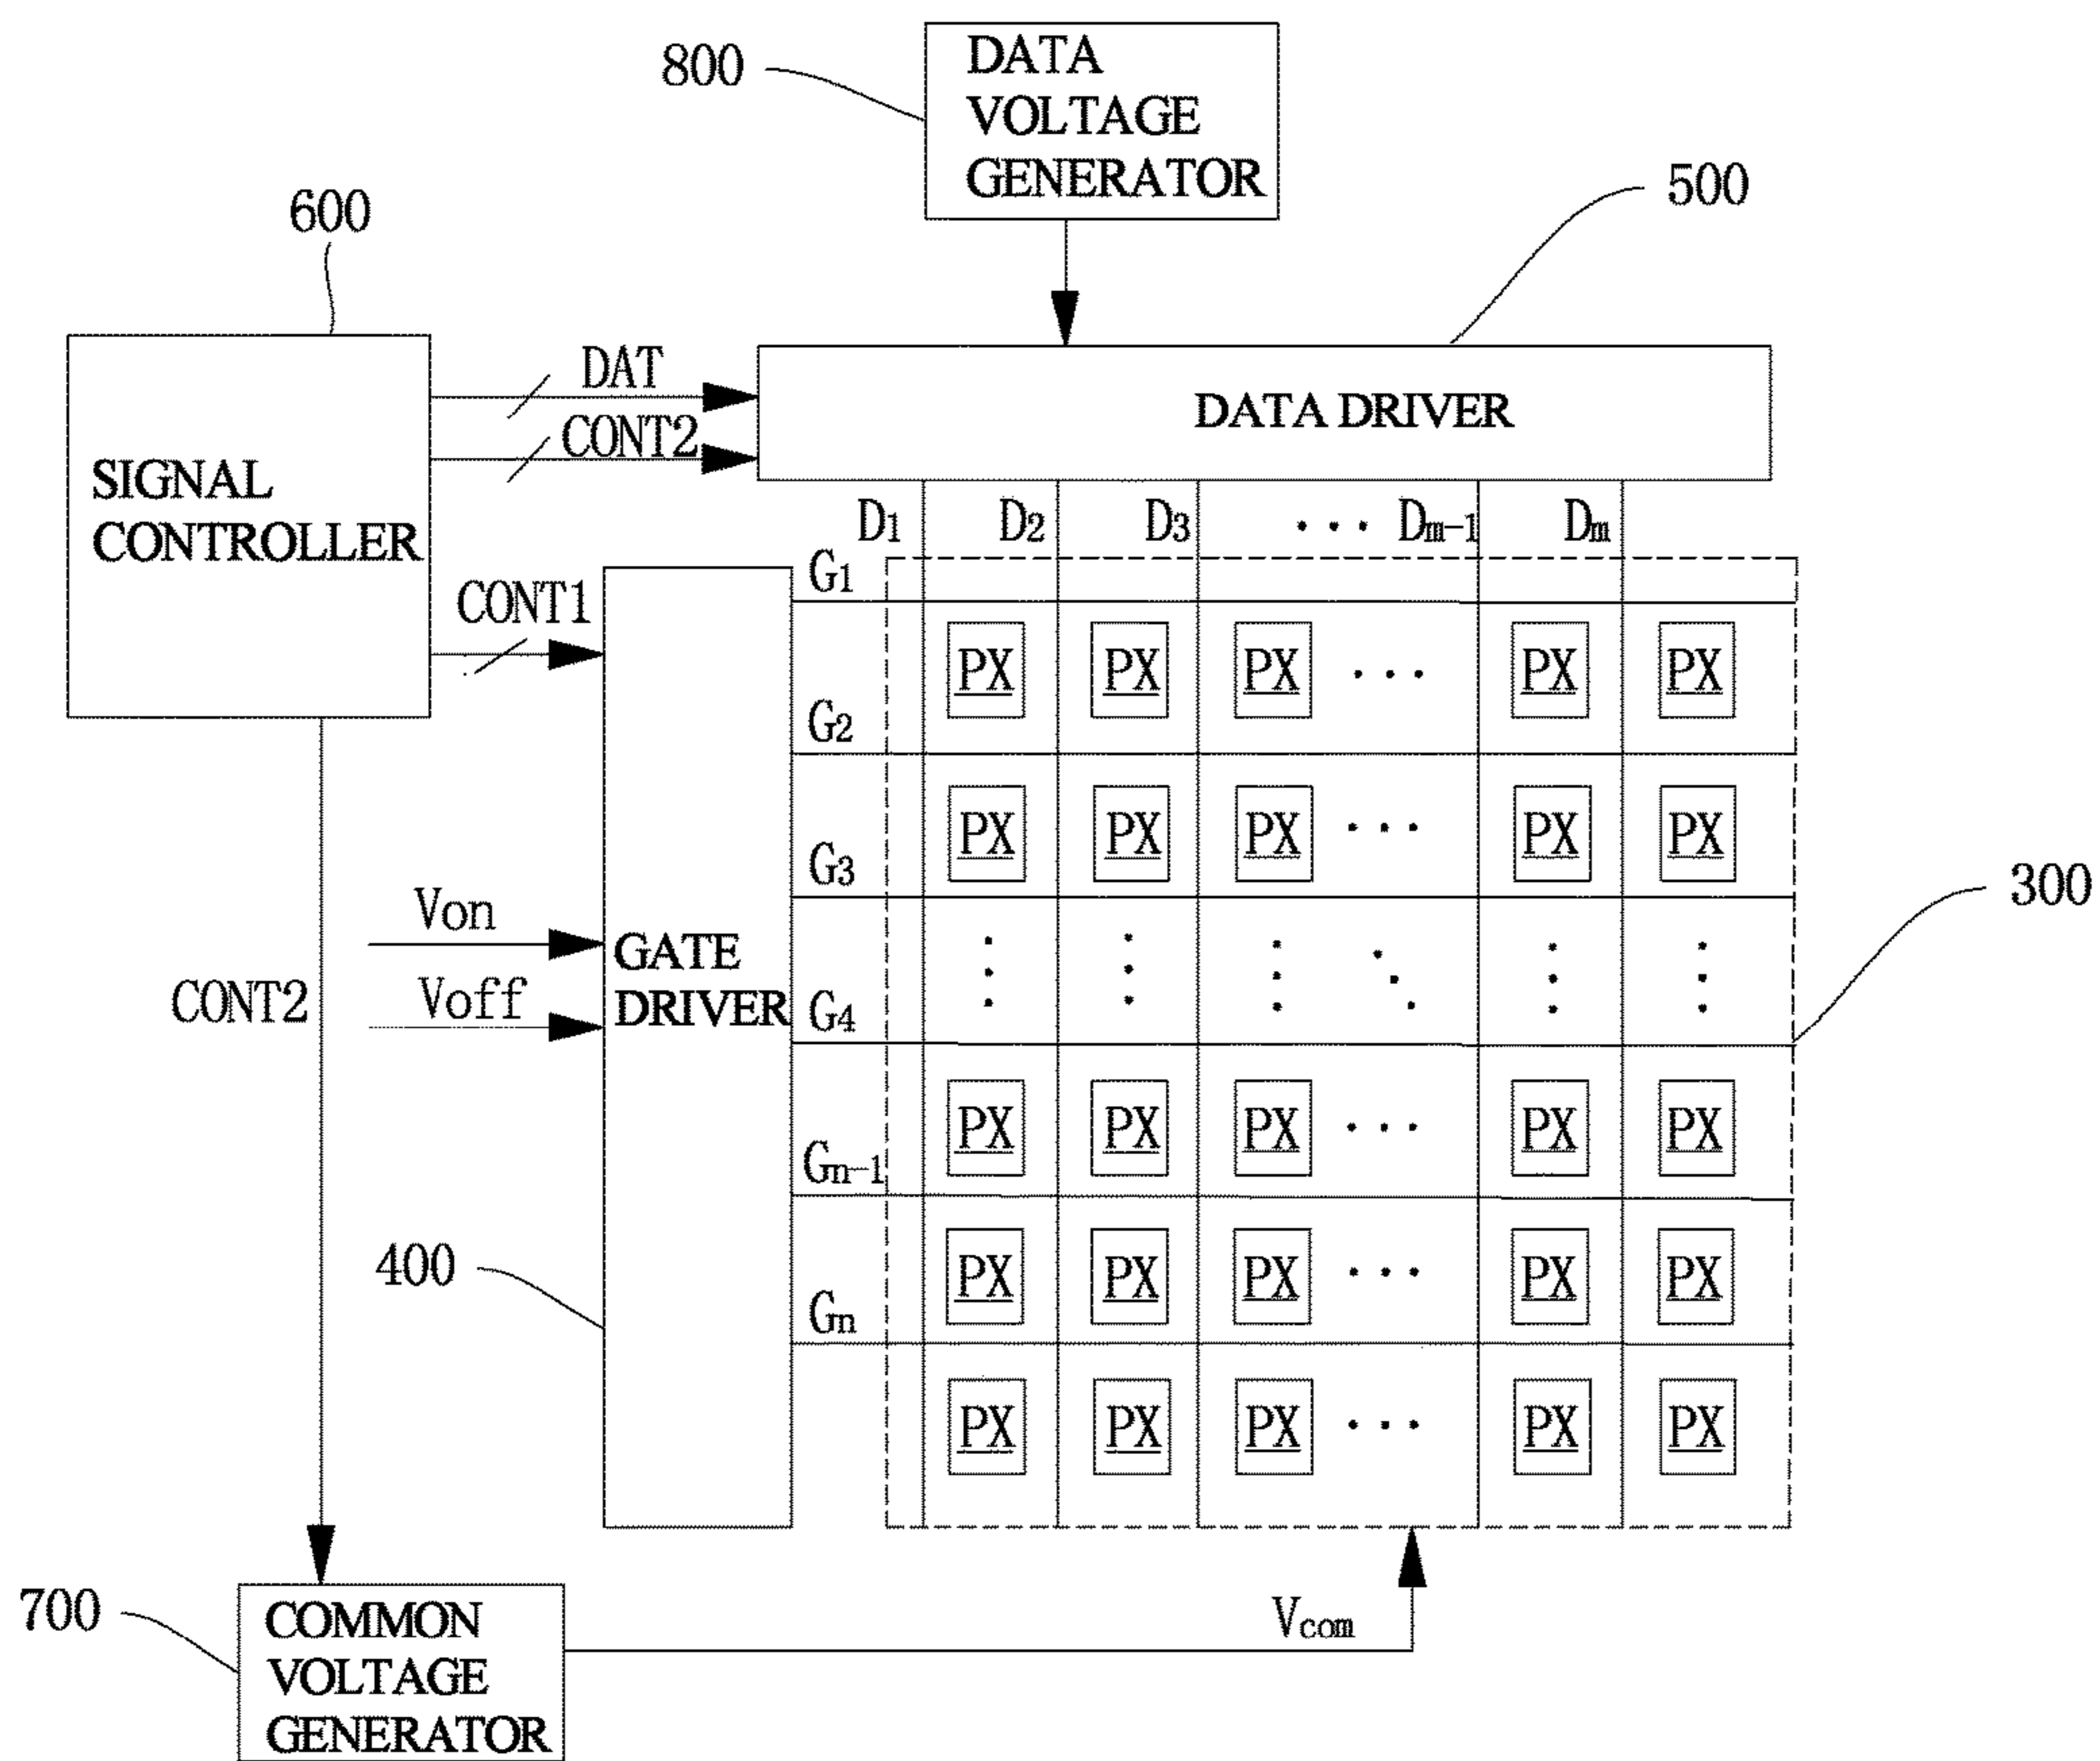 800
DATA
VOLTAGE
GENERATOR
500
600
SIGNAL
CONTROLLER
DAT
CONT2
DATA DRIVER
D1 D2 D3 ... Dm-1 Dm
CONT1
G1
PX PX PX ... PX PX
G2
PX PX PX ... PX PX
G3
300
Von
Voff
GATE
DRIVER
CONT2
G4
PX PX PX ... PX PX
Gn-1
PX PX PX ... PX PX
400
Gn
PX PX PX ... PX PX
700
COMMON
VOLTAGE
GENERATOR
Vcom